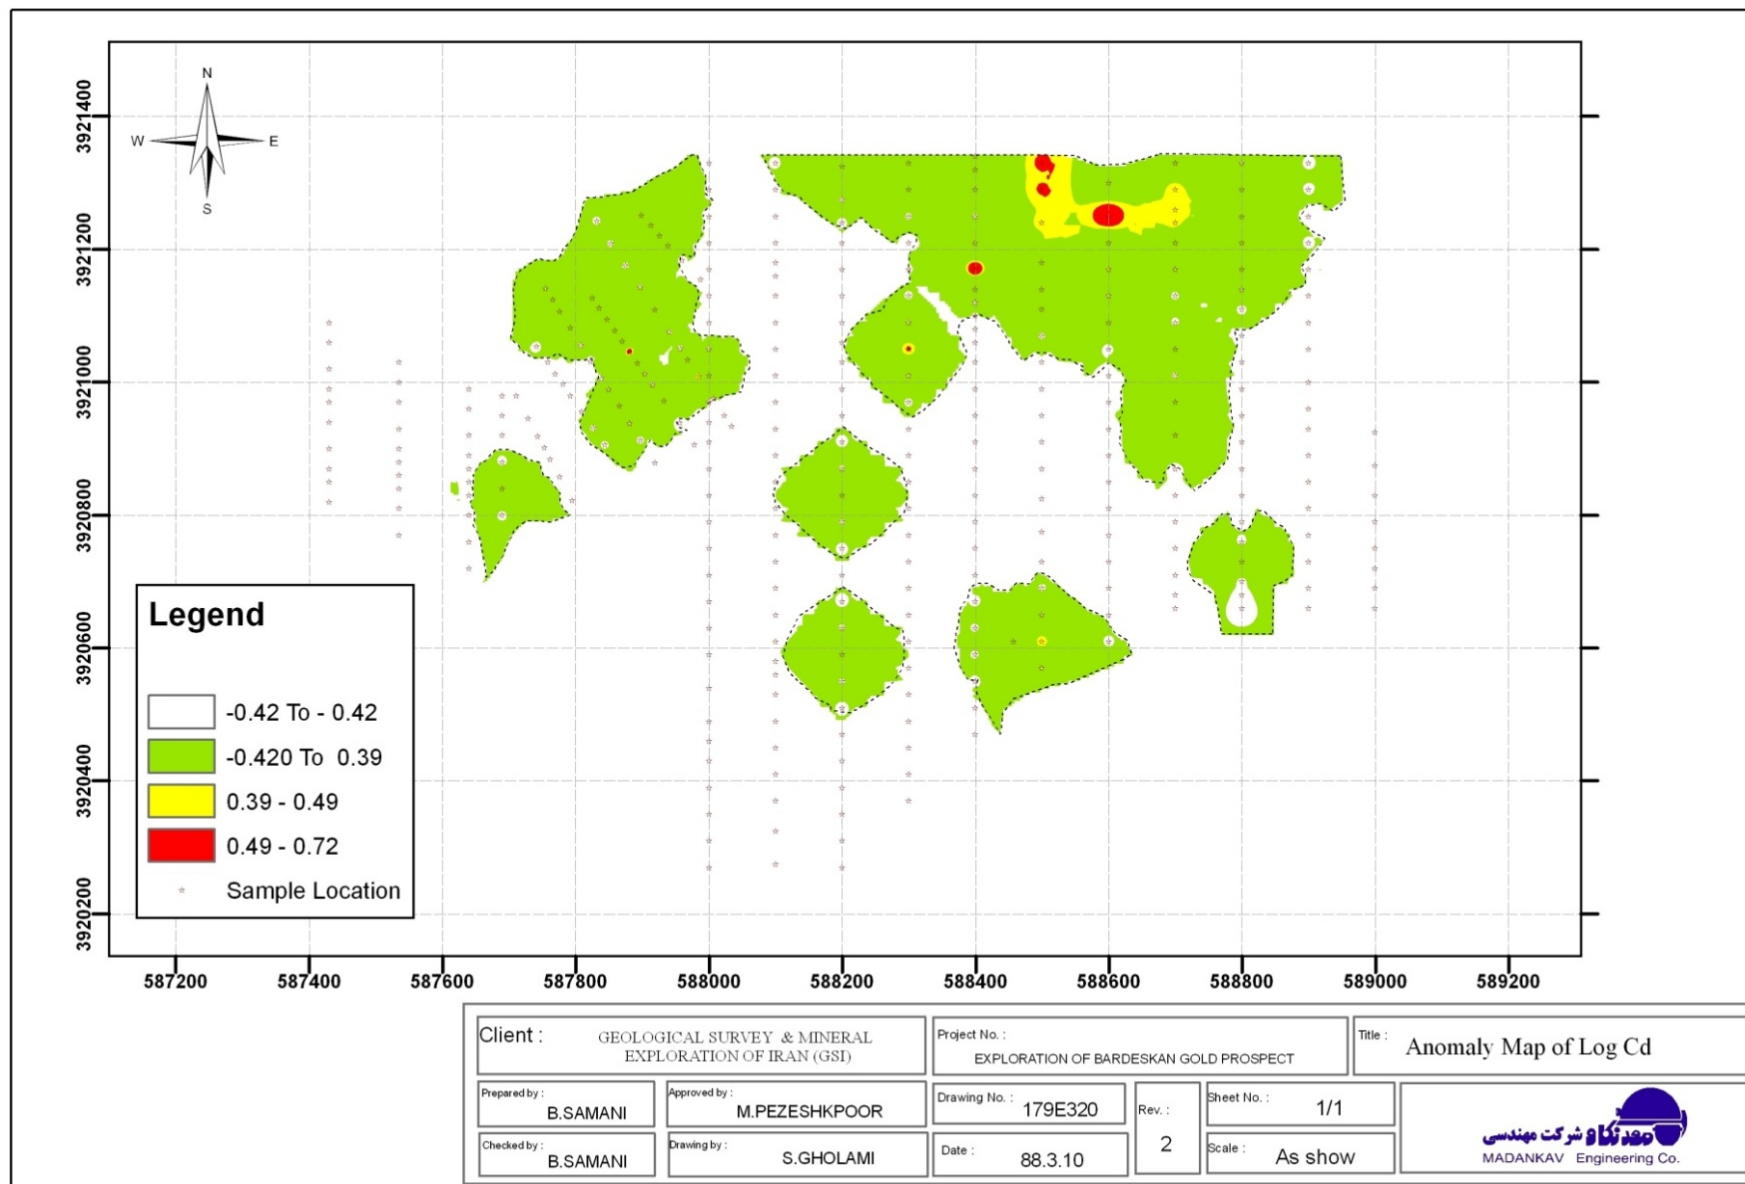 N
W
E
S
3921400
3921200
3921000
3920800
3920600
3920400
3920200
Legend
-0.42 To - 0.42
-0.420 To 0.39
0.39 - 0.49
0.49 - 0.72
Sample Location
587200
587400
587600
587800
588000
588200
588400
588600
588800
589000
589200
Client :
GEOLOGICAL SURVEY & MINERAL
EXPLORATION OF IRAN (GSI)
Project No. :
EXPLORATION OF BARDESKAN GOLD PROSPECT
Title :
Anomaly Map of Log Cd
Prepared by :
B.SAMANI
Approved by :
M.PEZESHKPOOR
Drawing No. :
179E320
Rev. :
2
Sheet No. :
1/1
Checked by :
B.SAMANI
Drawing by :
S.GHOLAMI
Date :
88.3.10
Scale :
As show
شرکت مهندسی معدنکاو
MADANKAV Engineering Co.